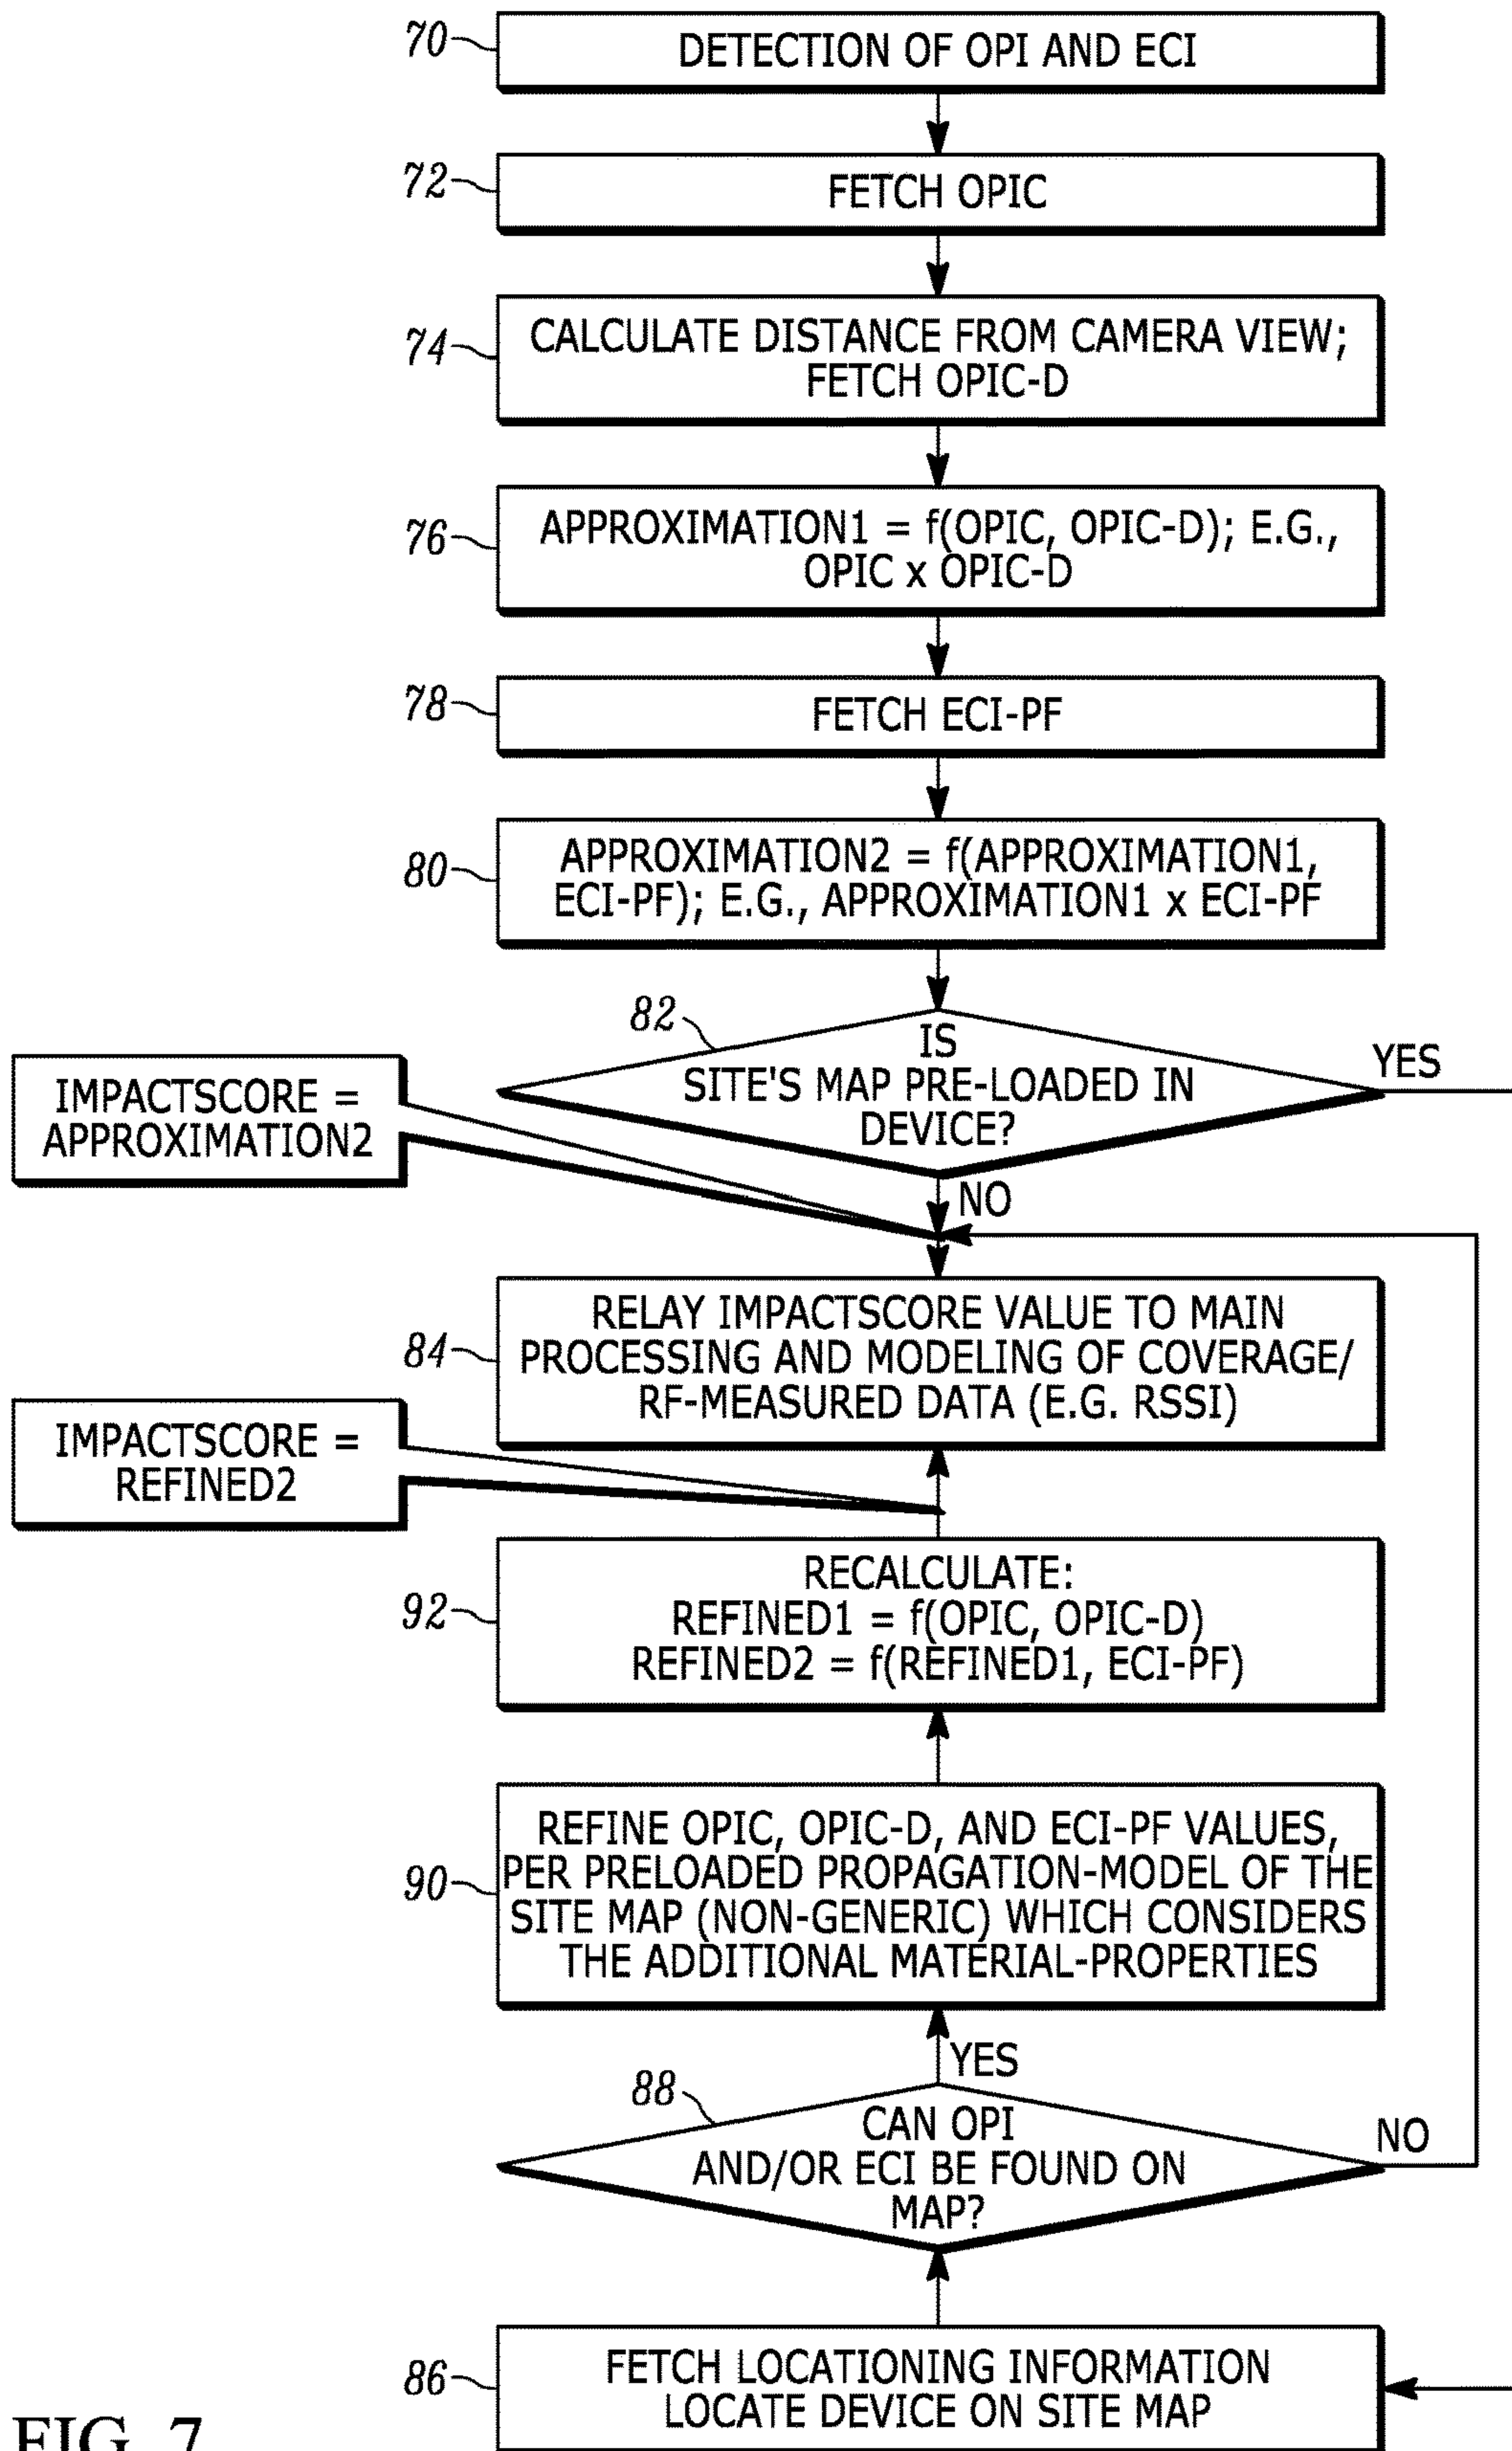 70
DETECTION OF OPI AND ECI
72
FETCH OPIC
74
CALCULATE DISTANCE FROM CAMERA VIEW;
FETCH OPIC-D
76
APPROXIMATION1 = f(OPIC, OPIC-D); E.G.,
OPIC x OPIC-D
78
FETCH ECI-PF
80
APPROXIMATION2 = f(APPROXIMATION1,
ECI-PF); E.G., APPROXIMATION1 x ECI-PF
82
IS
SITE'S MAP PRE-LOADED IN
DEVICE?
YES
IMPACTSCORE =
APPROXIMATION2
NO
84
RELAY IMPACTSCORE VALUE TO MAIN
PROCESSING AND MODELING OF COVERAGE/
RF-MEASURED DATA (E.G. RSSI)
IMPACTSCORE =
REFINED2
92
RECALCULATE:
REFINED1 = f(OPIC, OPIC-D)
REFINED2 = f(REFINED1, ECI-PF)
90
REFINE OPIC, OPIC-D, AND ECI-PF VALUES,
PER PRELOADED PROPAGATION-MODEL OF THE
SITE MAP (NON-GENERIC) WHICH CONSIDERS
THE ADDITIONAL MATERIAL-PROPERTIES
YES
88
CAN OPI
AND/OR ECI BE FOUND ON
MAP?
NO
86
FETCH LOCATIONING INFORMATION
LOCATE DEVICE ON SITE MAP
FIG. 7